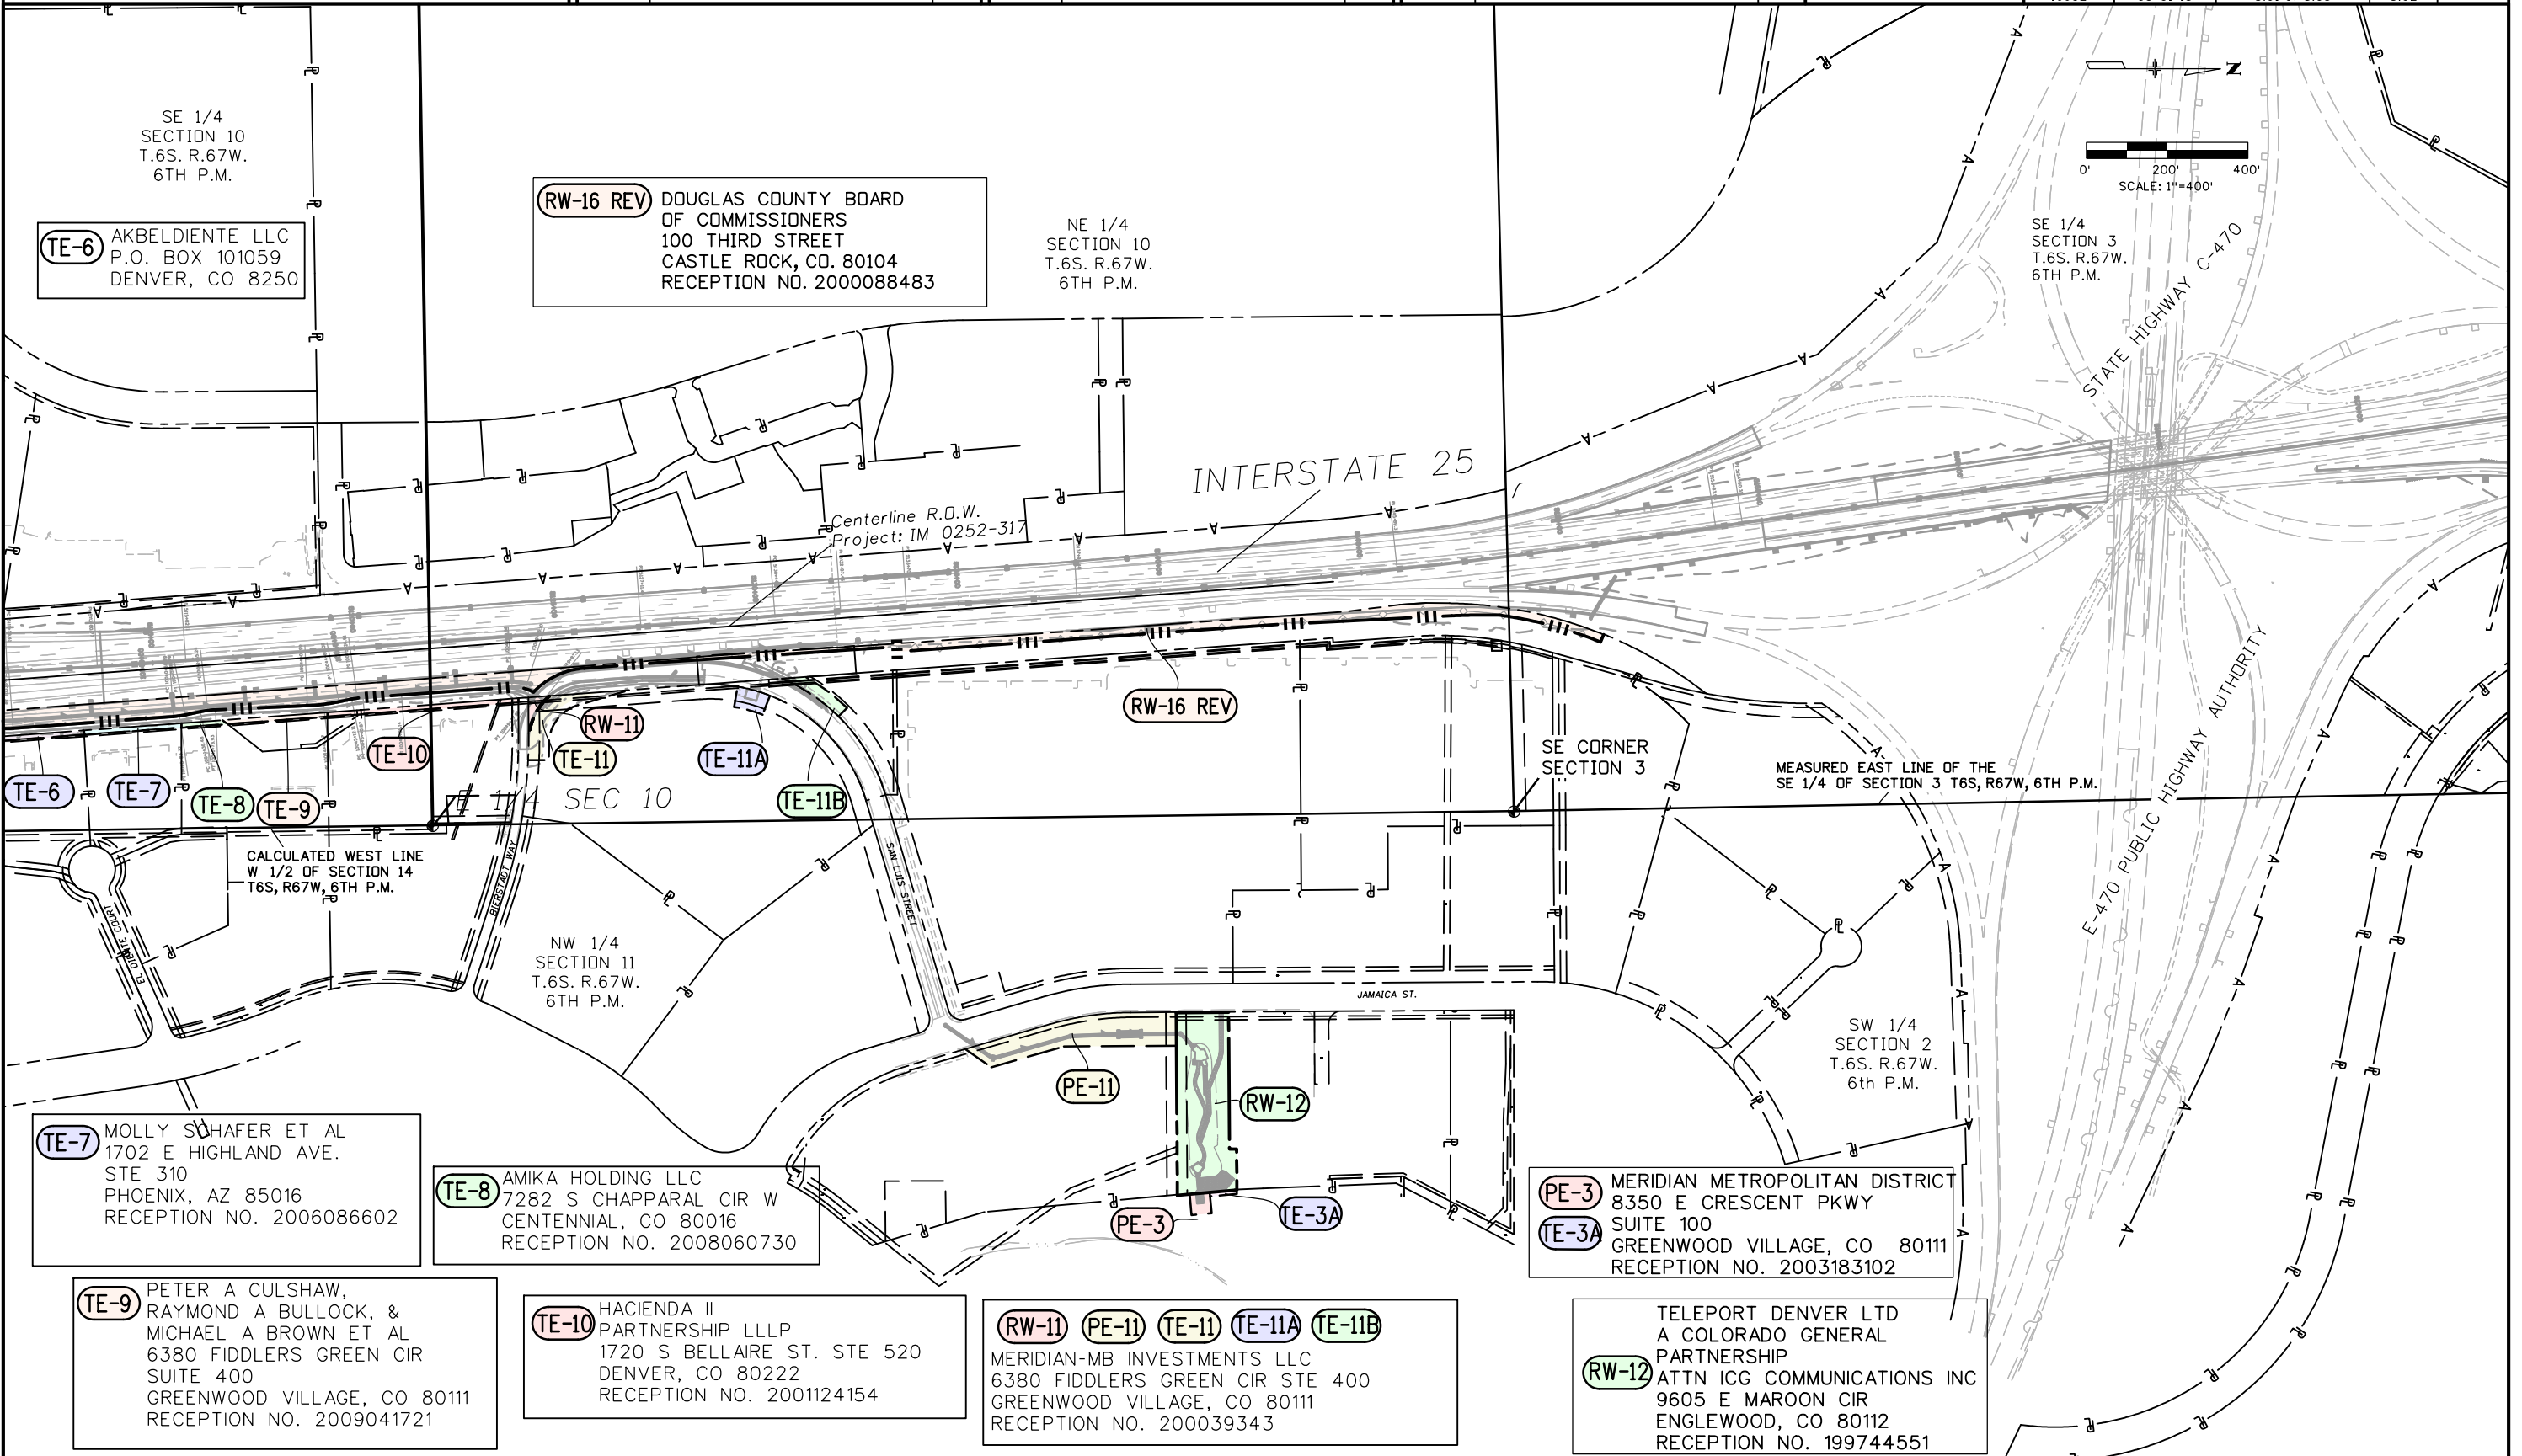 SE 1/4
SECTION 10
T.6S. R.67W.
6TH P.M.
TE-6
AKBELDIENTE LLC
P.O. BOX 101059
DENVER, CO 8250
RW-16 REV
DOUGLAS COUNTY BOARD
OF COMMISSIONERS
100 THIRD STREET
CASTLE ROCK, CO. 80104
RECEPTION NO. 2000088483
NE 1/4
SECTION 10
T.6S. R.67W.
6TH P.M.
N
0' 200' 400'
SCALE: 1"=400'
SE 1/4
SECTION 3
T.6S. R.67W.
6TH P.M.
STATE HIGHWAY C-470
INTERSTATE 25
Centerline R.O.W.
Project: IM 0252-317
RW-16 REV
RW-11
TE-10
TE-11
TE-11A
TE-11B
TE-6
TE-7
TE-8
TE-9
E 1/4 SEC 10
SE CORNER
SECTION 3
MEASURED EAST LINE OF THE
SE 1/4 OF SECTION 3 T6S, R67W, 6TH P.M.
E-470 PUBLIC HIGHWAY AUTHORITY
CALCULATED WEST LINE
W 1/2 OF SECTION 14
T6S, R67W, 6TH P.M.
BIERSTADT WAY
SAN LUIS STREET
EL DIENTE COURT
NW 1/4
SECTION 11
T.6S. R.67W.
6TH P.M.
JAMAICA ST.
SW 1/4
SECTION 2
T.6S. R.67W.
6th P.M.
PE-11
RW-12
PE-3
TE-3A
TE-7
MOLLY SCHAFER ET AL
1702 E HIGHLAND AVE.
STE 310
PHOENIX, AZ 85016
RECEPTION NO. 2006086602
TE-8
AMIKA HOLDING LLC
7282 S CHAPPARAL CIR W
CENTENNIAL, CO 80016
RECEPTION NO. 2008060730
PE-3
TE-3A
MERIDIAN METROPOLITAN DISTRICT
8350 E CRESCENT PKWY
SUITE 100
GREENWOOD VILLAGE, CO 80111
RECEPTION NO. 2003183102
TE-9
PETER A CULSHAW,
RAYMOND A BULLOCK, &
MICHAEL A BROWN ET AL
6380 FIDDLERS GREEN CIR
SUITE 400
GREENWOOD VILLAGE, CO 80111
RECEPTION NO. 2009041721
TE-10
HACIENDA II
PARTNERSHIP LLLP
1720 S BELLAIRE ST. STE 520
DENVER, CO 80222
RECEPTION NO. 2001124154
RW-11 PE-11 TE-11 TE-11A TE-11B
MERIDIAN-MB INVESTMENTS LLC
6380 FIDDLERS GREEN CIR STE 400
GREENWOOD VILLAGE, CO 80111
RECEPTION NO. 200039343
RW-12
TELEPORT DENVER LTD
A COLORADO GENERAL
PARTNERSHIP
ATTN ICG COMMUNICATIONS INC
9605 E MAROON CIR
ENGLEWOOD, CO 80112
RECEPTION NO. 199744551